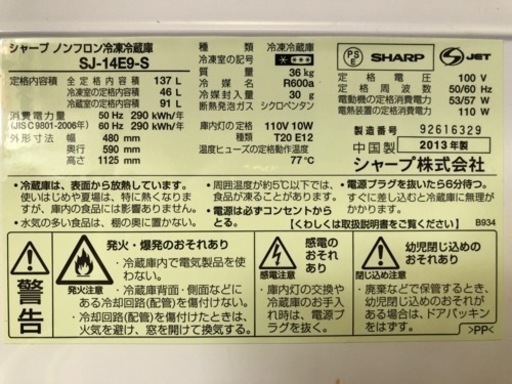 シャープ ノンフロン冷凍冷蔵庫
SJ-14E9-S
定格内容積 全定格内容積 137 L
冷凍室の定格内容積 46 L
冷蔵室の定格内容積 91 L
消費電力量 50 Hz 290 kWh/年
(JIS C 9801-2006年) 60 Hz 290 kWh/年
外形寸法 幅 480 mm
奥行 590 mm
高さ 1125 mm
種類 冷凍冷蔵庫
冷凍室の記号
質量 36 kg
冷媒 R600a
冷媒封入量 30 g
断熱発泡ガス シクロペンタン
庫内灯の定格 110V 10W
T20 E12
温度ヒューズの定格動作温度
77℃
PS
E
SHARP
S JET
定格電圧 100 V
定格周波数 50/60 Hz
電動機の定格消費電力 53/57 W
電熱装置の定格消費電力 110 W
製造番号 92616329
中国製 2013年製
シャープ株式会社
・冷蔵庫は、表面から放熱しています。
使いはじめや夏場は、特に熱くなりま
すが、庫内の食品には影響ありません。
・水気の多い食品は、棚の奥に置かない。
・周囲温度が約5℃以下のときは、
食品が凍ることがあります。
・電源は必ずコンセントか
らとる。
・電源プラグを抜いたら6分待つ。
すぐに差し込むと冷蔵庫に無理が
かかります。
【くわしくは取扱説明書をご覧ください】
B934
警告
発火・爆発のおそれあり
発火注意
・冷蔵庫内で電気製品を使
わない。
・冷蔵庫背面・側面などに
ある冷却回路(配管)を傷付けない。
・冷却回路(配管)を傷付けたときは、
火気を避け、窓を開けて換気する。
感電の
おそれあり
感電注意
・庫内灯の交換や
冷蔵庫のお手入
れ時は、電源プ
ラグを抜く。
幼児閉じ込めの
おそれあり
閉じ込め注意
・廃棄などで保管するとき、
幼児閉じ込めのおそれが
ある場合は、ドアパッキン
をはずす。
>PP<